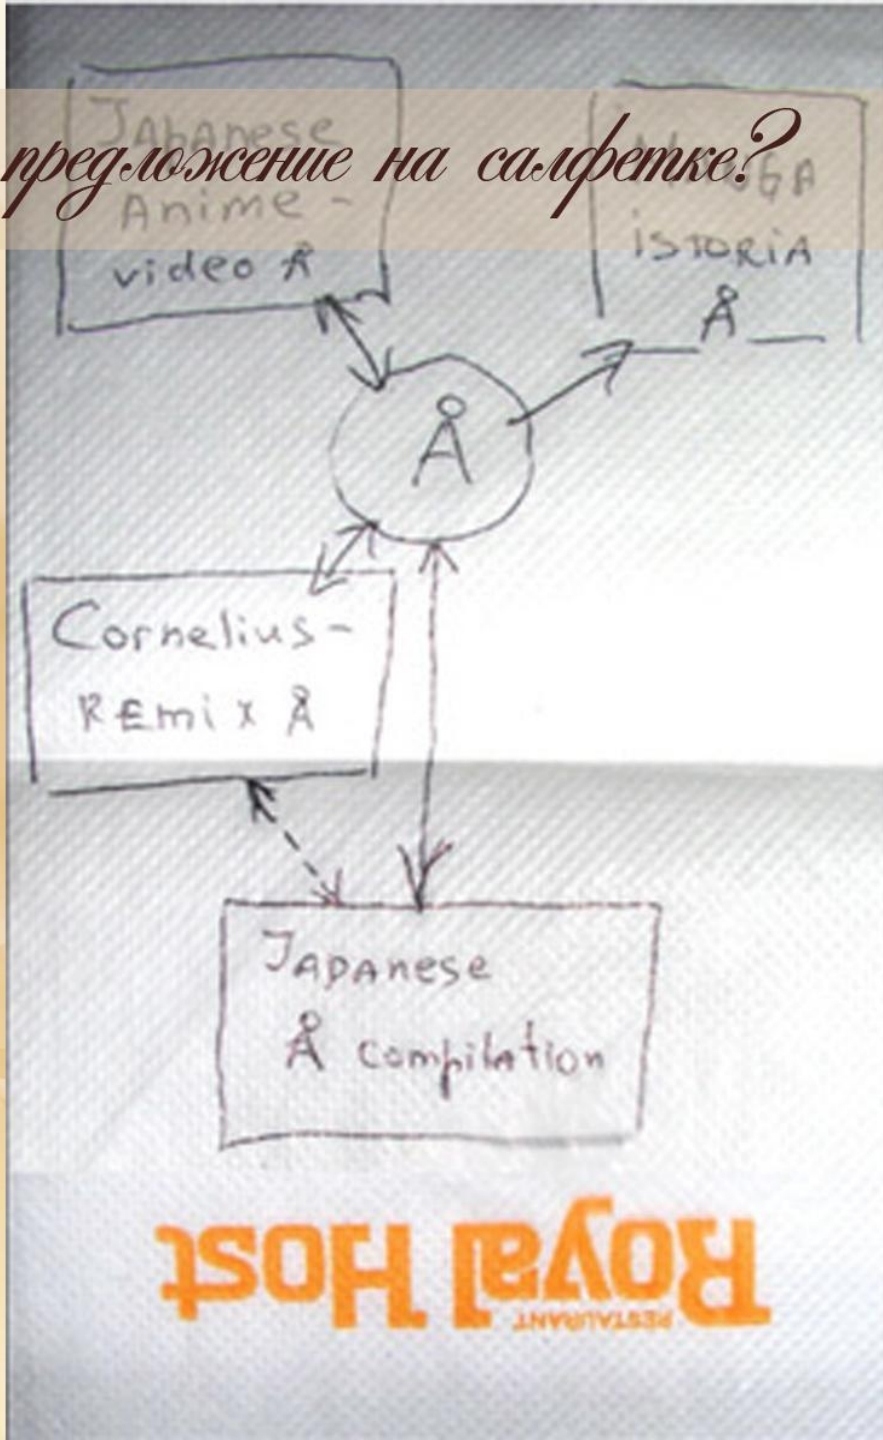 предложение на салфетке?
Japanese
Anime -
video Å
iSTORiA
Å
Å
Cornelius -
REmix Å
Japanese
Å compilation
Royal Host
RESTAURANT